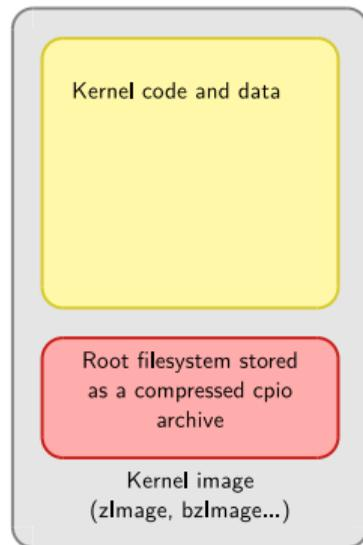 Kernel code and data
Root filesystem stored
as a compressed cpio
archive
Kernel image
(zImage, bzImage...)